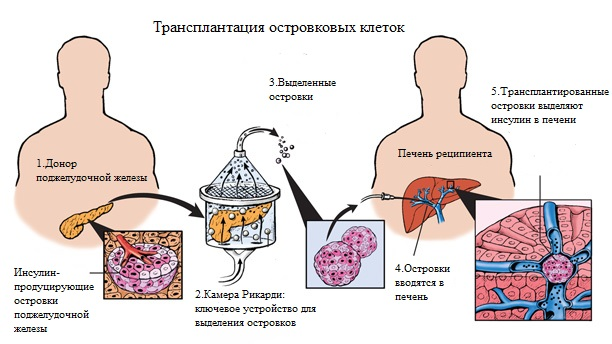 Трансплантация островковых клеток
1.Донор
поджелудочной железы
Инсулин-
продуцирующие
островки
поджелудочной
железы
2.Камера Рикарди:
ключевое устройство для
выделения островков
3.Выделенные
островки
Печень реципиента
4.Островки
вводятся в
печень
5.Трансплантированные
островки выделяют
инсулин в печени